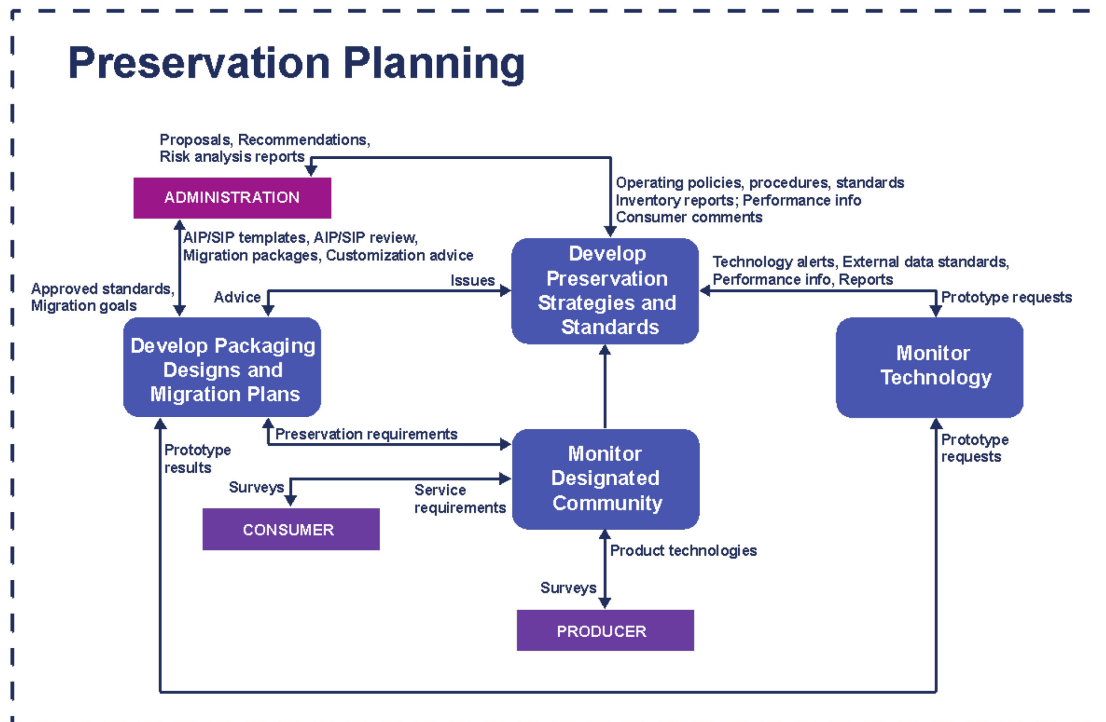 Preservation Planning
Proposals, Recommendations,
Risk analysis reports
ADMINISTRATION
Operating policies, procedures, standards
Inventory reports; Performance info
Consumer comments
AIP/SIP templates, AIP/SIP review,
Migration packages, Customization advice
Approved standards,
Migration goals
Advice
Issues
Develop
Preservation
Strategies and
Standards
Technology alerts, External data standards,
Performance info, Reports
Prototype requests
Develop Packaging
Designs and
Migration Plans
Monitor
Technology
Preservation requirements
Prototype
results
Monitor
Designated
Community
Prototype
requests
Surveys
Service
requirements
CONSUMER
Product technologies
Surveys
PRODUCER